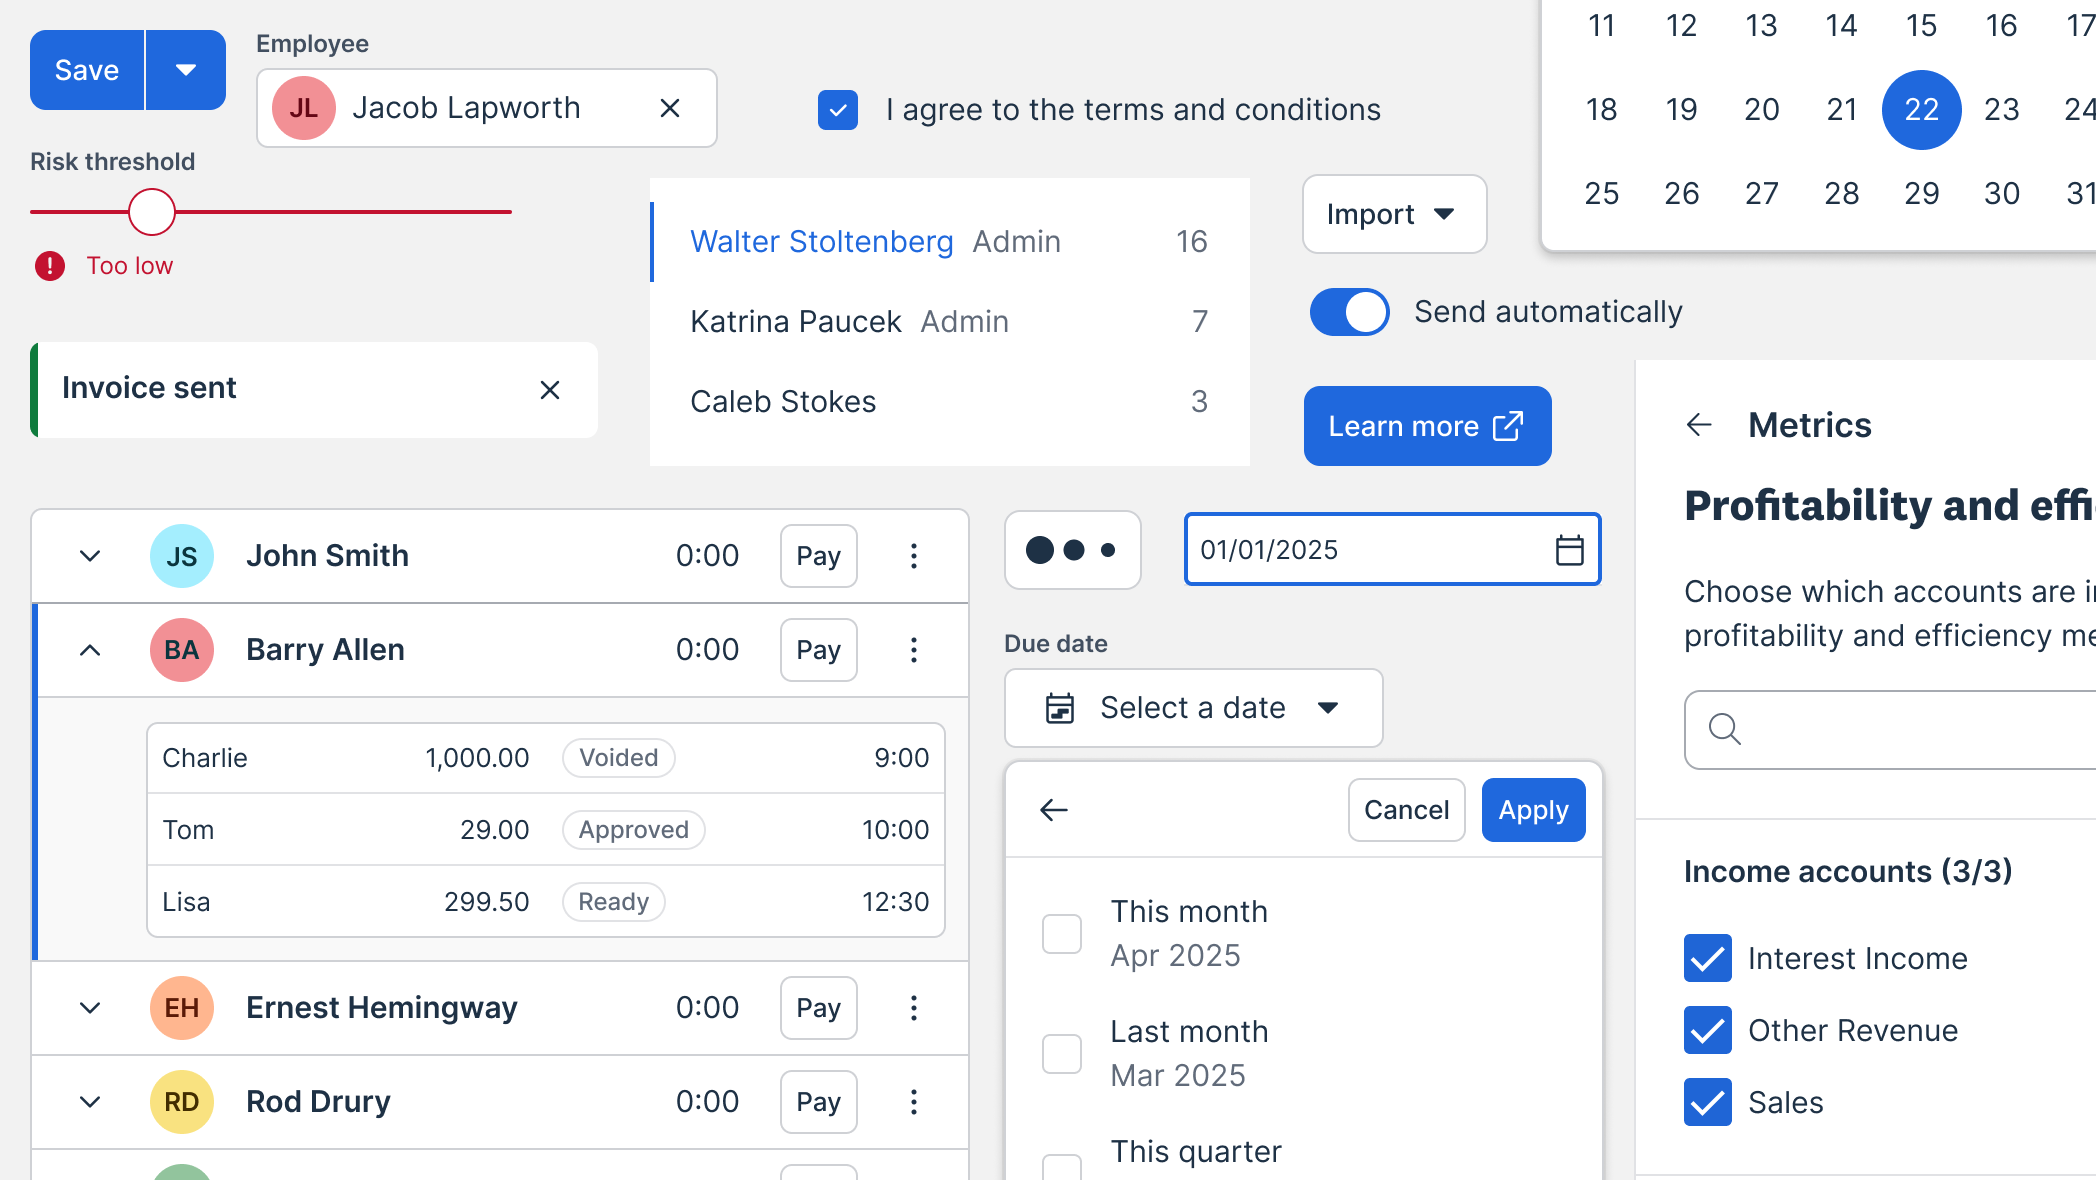 Save
Employee
JL Jacob Lapworth
I agree to the terms and conditions
11 12 13 14 15 16 17
18 19 20 21 22 23 24
25 26 27 28 29 30 31
Risk threshold
Too low
Walter Stoltenberg Admin 16
Katrina Paucek Admin 7
Caleb Stokes 3
Import
Send automatically
Invoice sent
Learn more
Metrics
Profitability and effi
Choose which accounts are i
profitability and efficiency me
JS John Smith 0:00 Pay
BA Barry Allen 0:00 Pay
Charlie 1,000.00 Voided 9:00
Tom 29.00 Approved 10:00
Lisa 299.50 Ready 12:30
EH Ernest Hemingway 0:00 Pay
RD Rod Drury 0:00 Pay
01/01/2025
Due date
Select a date
Cancel Apply
This month
Apr 2025
Last month
Mar 2025
This quarter
Income accounts (3/3)
Interest Income
Other Revenue
Sales